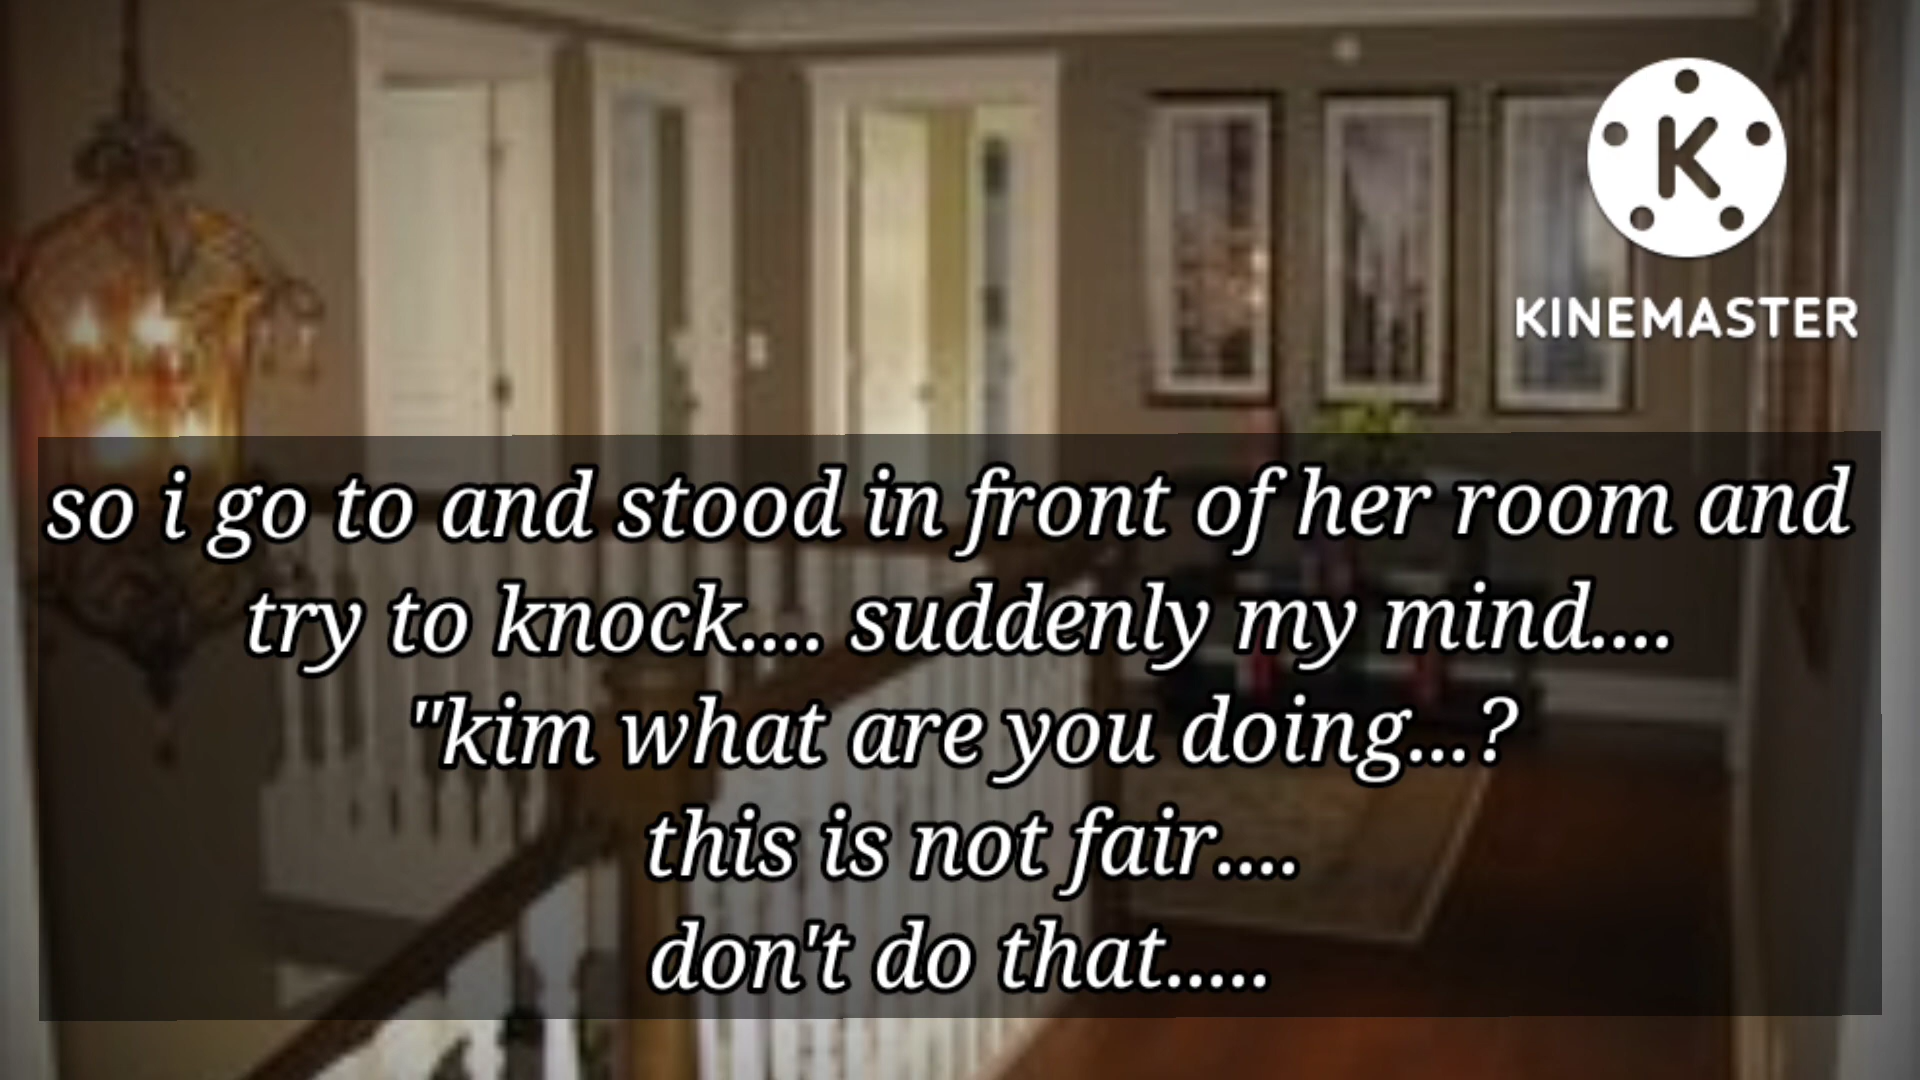 K
KINEMASTER
so i go to and stood in front of her room and
try to knock.... suddenly my mind....
"kim what are you doing...?
this is not fair....
don't do that.....